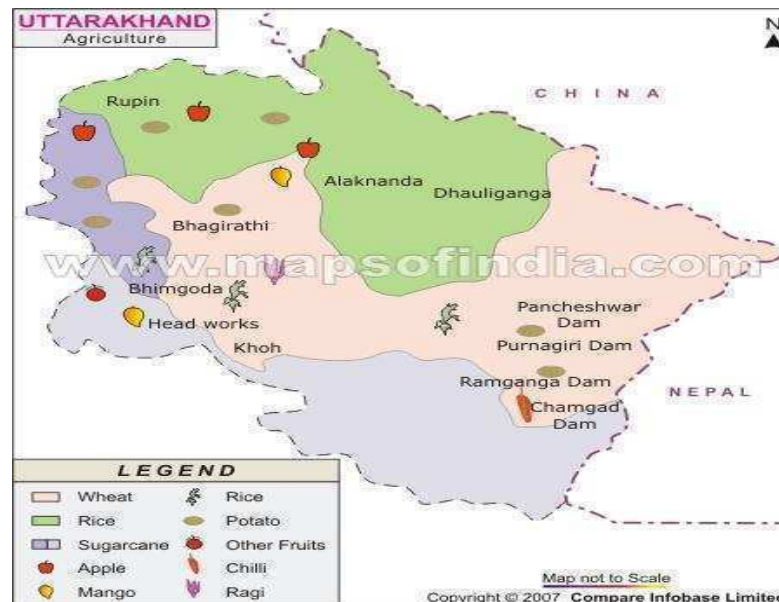 UTTARAKHAND
Agriculture
N
CHINA
Rupin
Alaknanda
Dhauliganga
Bhagirathi
www.mapsofindia.com
Bhimgoda
Head works
Khoh
Pancheshwar
Dam
Purnagiri Dam
Ramganga Dam
Chamgad
Dam
NEPAL
LEGEND
Wheat
Rice
Rice
Potato
Sugarcane
Other Fruits
Apple
Chilli
Mango
Ragi
Map not to Scale
Copyright © 2007 Compare Infobase Limited